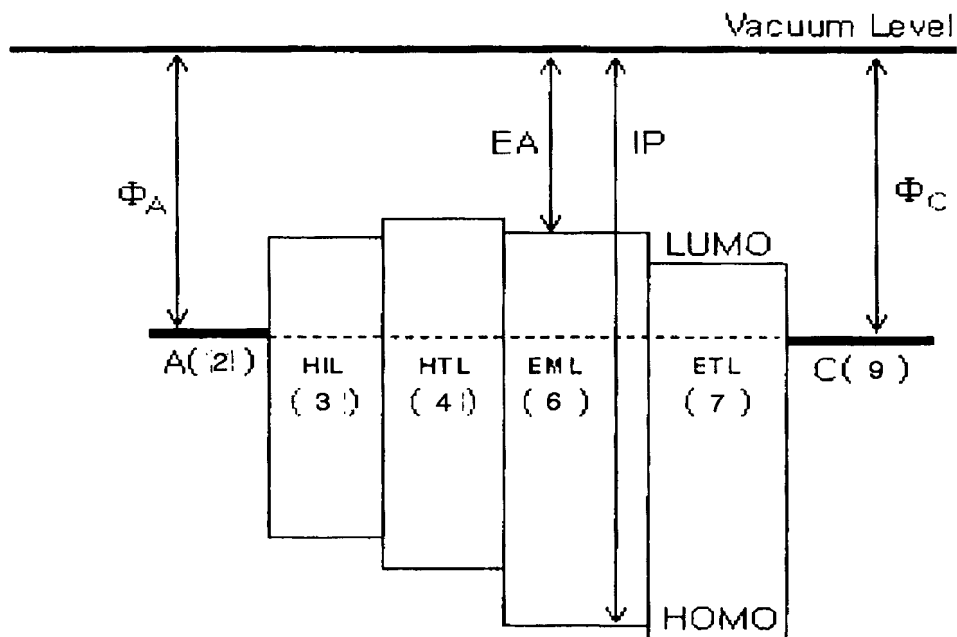 Vacuum Level
EA IP
ΦA ΦC
LUMO
A(2) HIL HTL EML ETL C(9)
(3) (4) (6) (7)
HOMO